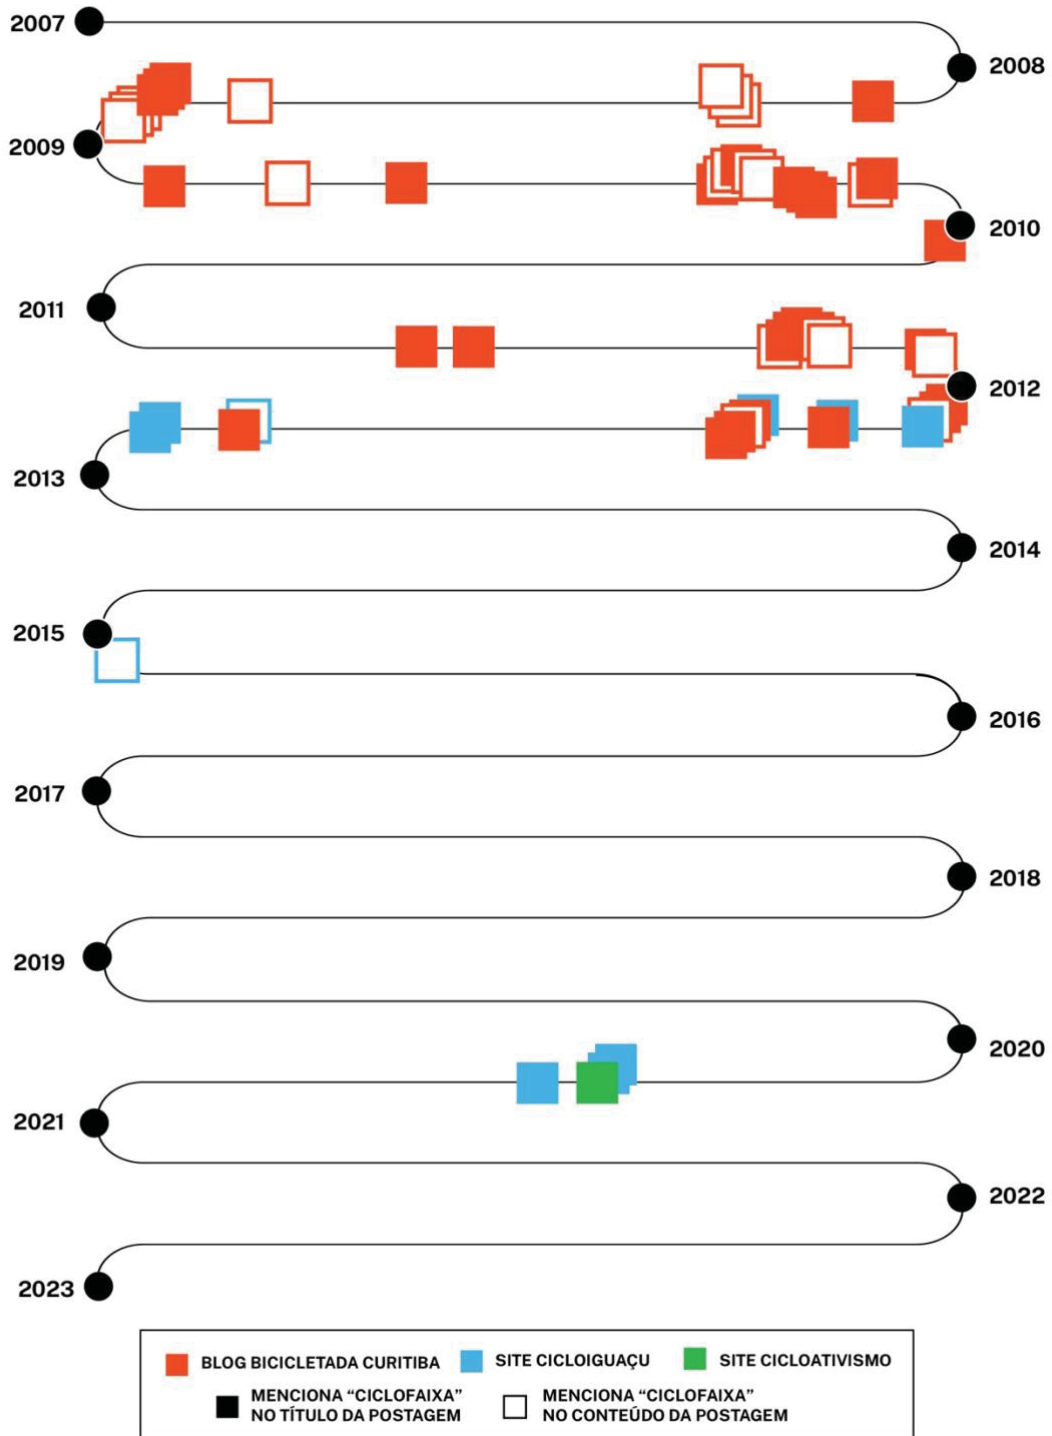 2007
2008
2009
2010
2011
2012
2013
2014
2015
2016
2017
2018
2019
2020
2021
2022
2023
BLOG BICICLETADA CURITIBA
SITE CICLOIGUAÇU
SITE CICLOATIVISMO
MENCIONA “CICLOFAIXA”
NO TÍTULO DA POSTAGEM
MENCIONA “CICLOFAIXA”
NO CONTEÚDO DA POSTAGEM